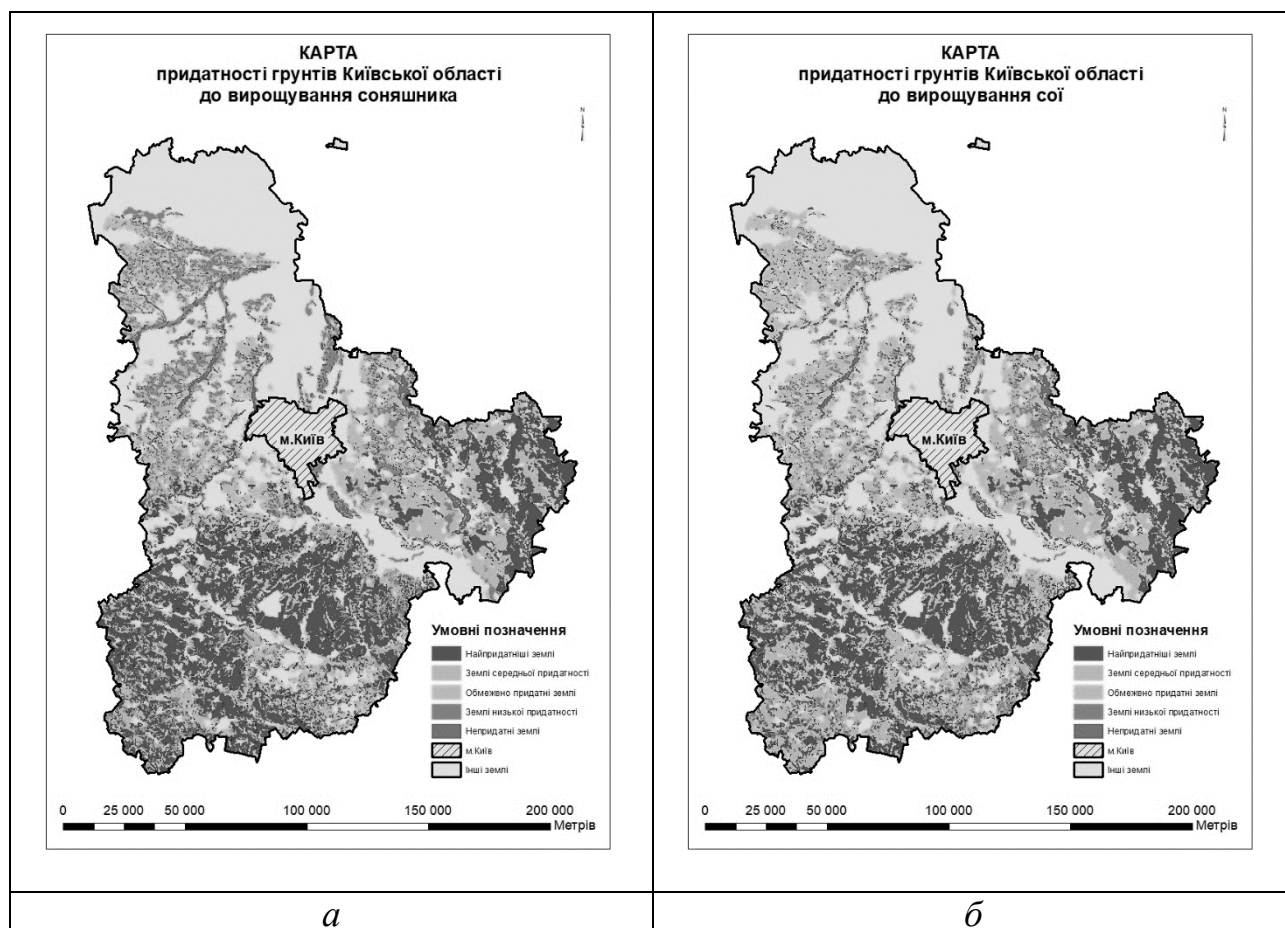 КАРТА
придатності грунтів Київської області
до вирощування соняшника
N
м.Київ
Умовні позначення
Найпридатніші землі
Землі середньої придатності
Обмежено придатні землі
Землі низької придатності
Непридатні землі
м.Київ
Інші землі
0 25 000 50 000 100 000 150 000 200 000
Метрів
а
КАРТА
придатності грунтів Київської області
до вирощування сої
N
м.Київ
Умовні позначення
Найпридатніші землі
Землі середньої придатності
Обмежено придатні землі
Землі низької придатності
Непридатні землі
м.Київ
Інші землі
0 25 000 50 000 100 000 150 000 200 000
Метрів
б